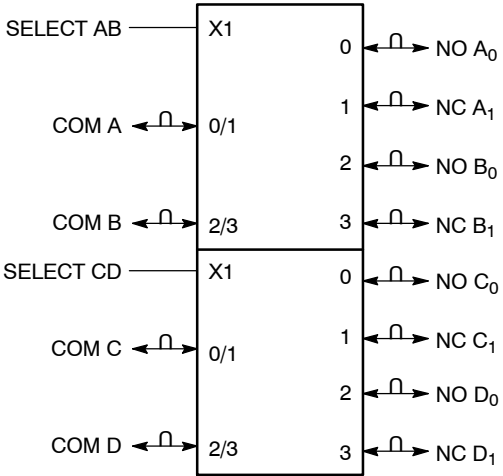 SELECT AB X1
0 NO A0
COM A 0/1 1 NC A1
2 NO B0
COM B 2/3 3 NC B1
SELECT CD X1
0 NO C0
COM C 0/1 1 NC C1
2 NO D0
COM D 2/3 3 NC D1